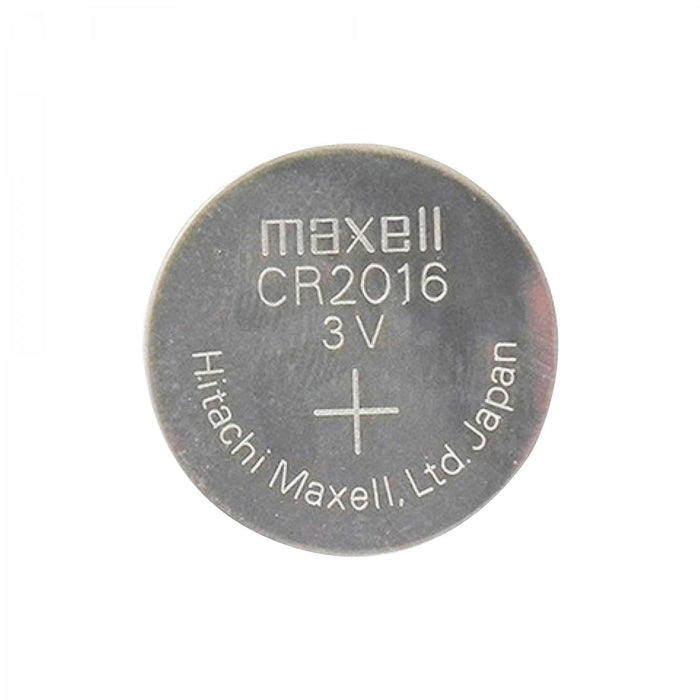 maxell
CR2016
3V
+
Hitachi Maxell, Ltd. Japan